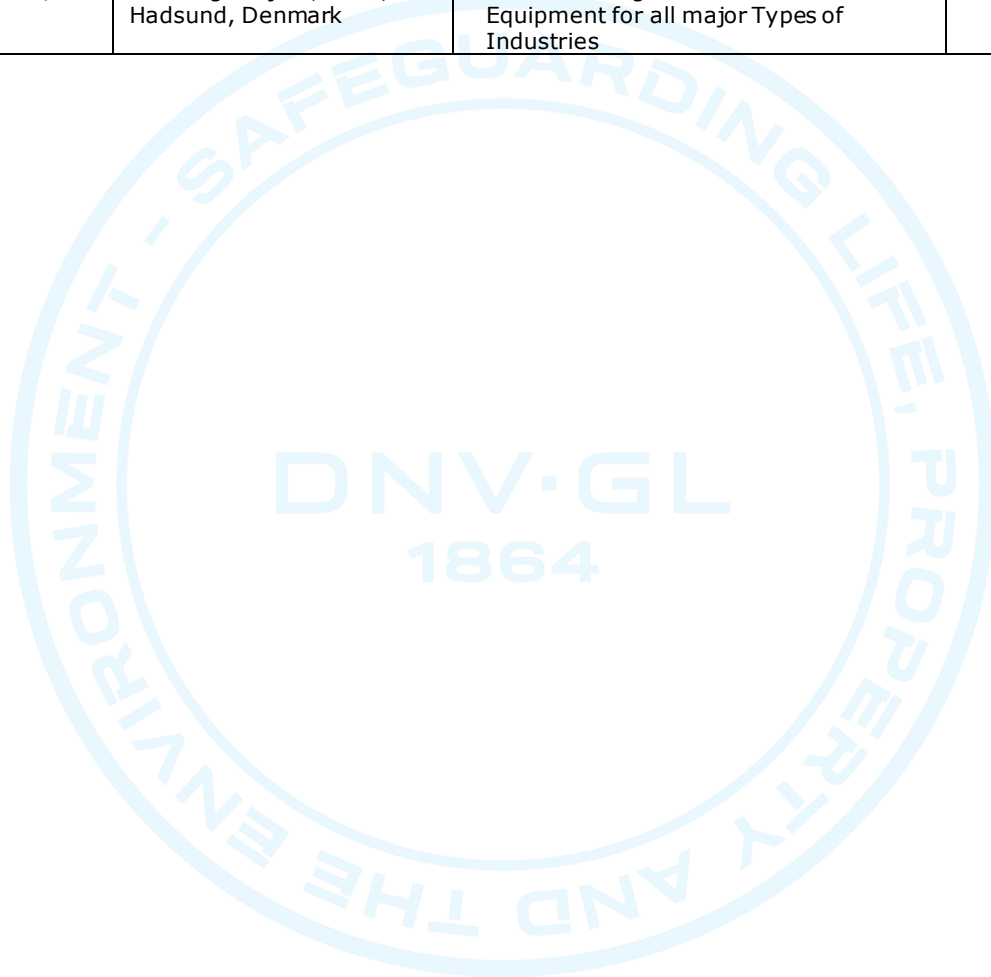 Hadsund, Denmark
Equipment for all major Types of
Industries
SAFEGUARDING LIFE, PROPERTY AND THE ENVIRONMENT -
DNV·GL
1864